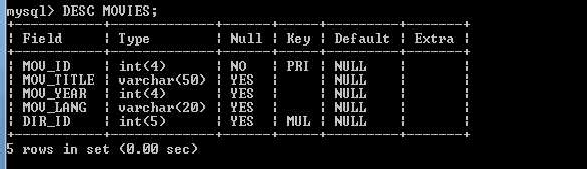 mysql> DESC MOVIES;
+-----------+-------------+------+-----+---------+-------+
| Field     | Type        | Null | Key | Default | Extra |
+-----------+-------------+------+-----+---------+-------+
| MOV_ID    | int(4)      | NO   | PRI | NULL    |       |
| MOV_TITLE | varchar(50) | YES  |     | NULL    |       |
| MOV_YEAR  | int(4)      | YES  |     | NULL    |       |
| MOV_LANG  | varchar(20) | YES  |     | NULL    |       |
| DIR_ID    | int(5)      | YES  | MUL | NULL    |       |
+-----------+-------------+------+-----+---------+-------+
5 rows in set (0.00 sec)